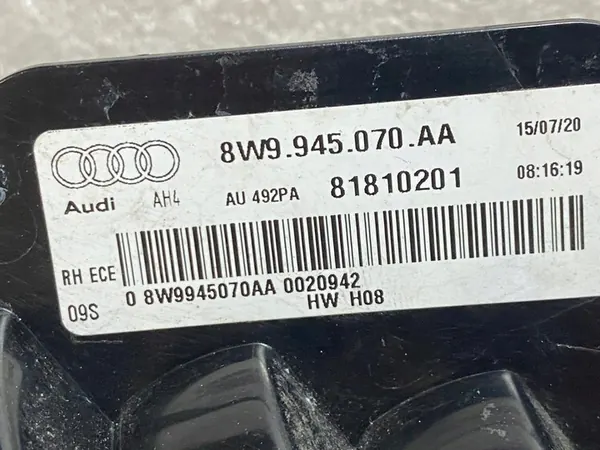 8W9.945.070.AA 15/07/20
Audi AH4 AU 492PA 81810201 08:16:19
RH ECE
0 8W9945070AA 0020942
09S HW H08